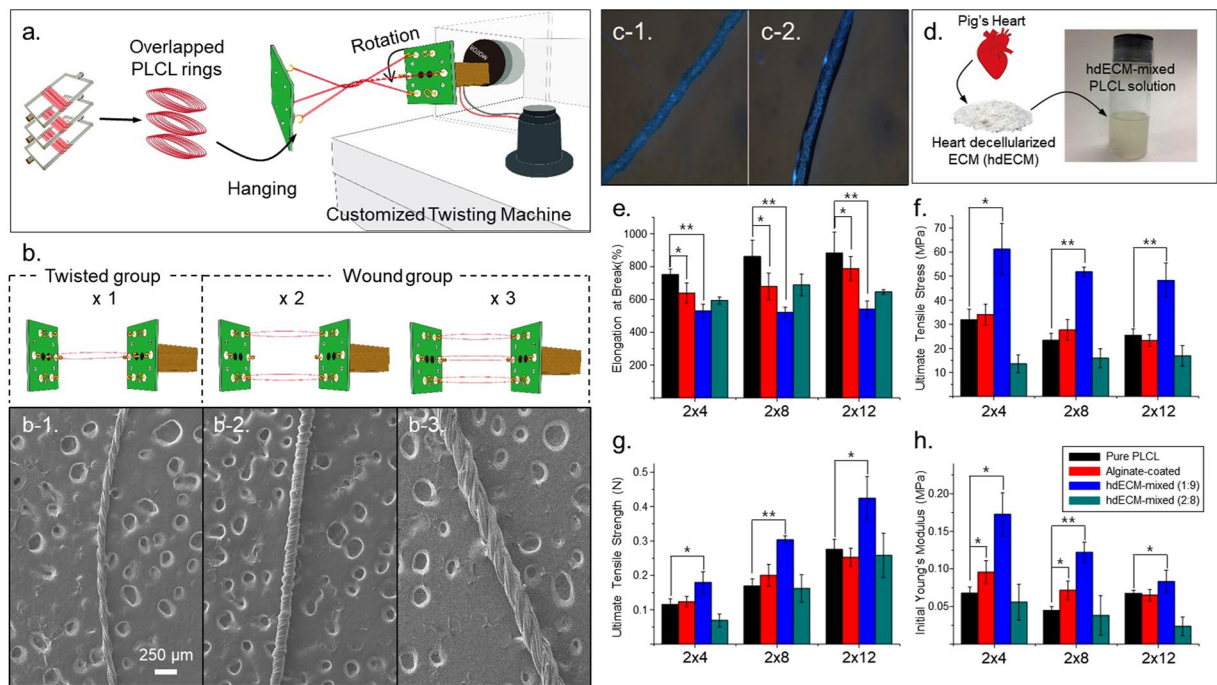 a.
Overlapped
PLCL rings
Rotation
MOTOR
Hanging
Customized Twisting Machine
b.
Twisted group
Wound group
x 1
x 2
x 3
b-1.
b-2.
b-3.
250 μm
c-1.
c-2.
d.
Pig's Heart
hdECM-mixed
PLCL solution
Heart decellularized
ECM (hdECM)
e.
Elongation at Break(%)
1000
800
600
400
200
0
*
**
*
**
*
**
2x4
2x8
2x12
f.
Ultimate Tensile Stress (MPa)
70
60
50
40
30
20
10
0
*
**
**
2x4
2x8
2x12
g.
Ultimate Tensile Strength (N)
0.5
0.4
0.3
0.2
0.1
*
**
*
2x4
2x8
2x12
h.
Initial Young's Modulus (MPa)
0.20
0.15
0.10
0.05
*
*
*
**
*
2x4
2x8
2x12
Pure PLCL
Alginate-coated
hdECM-mixed (1:9)
hdECM-mixed (2:8)